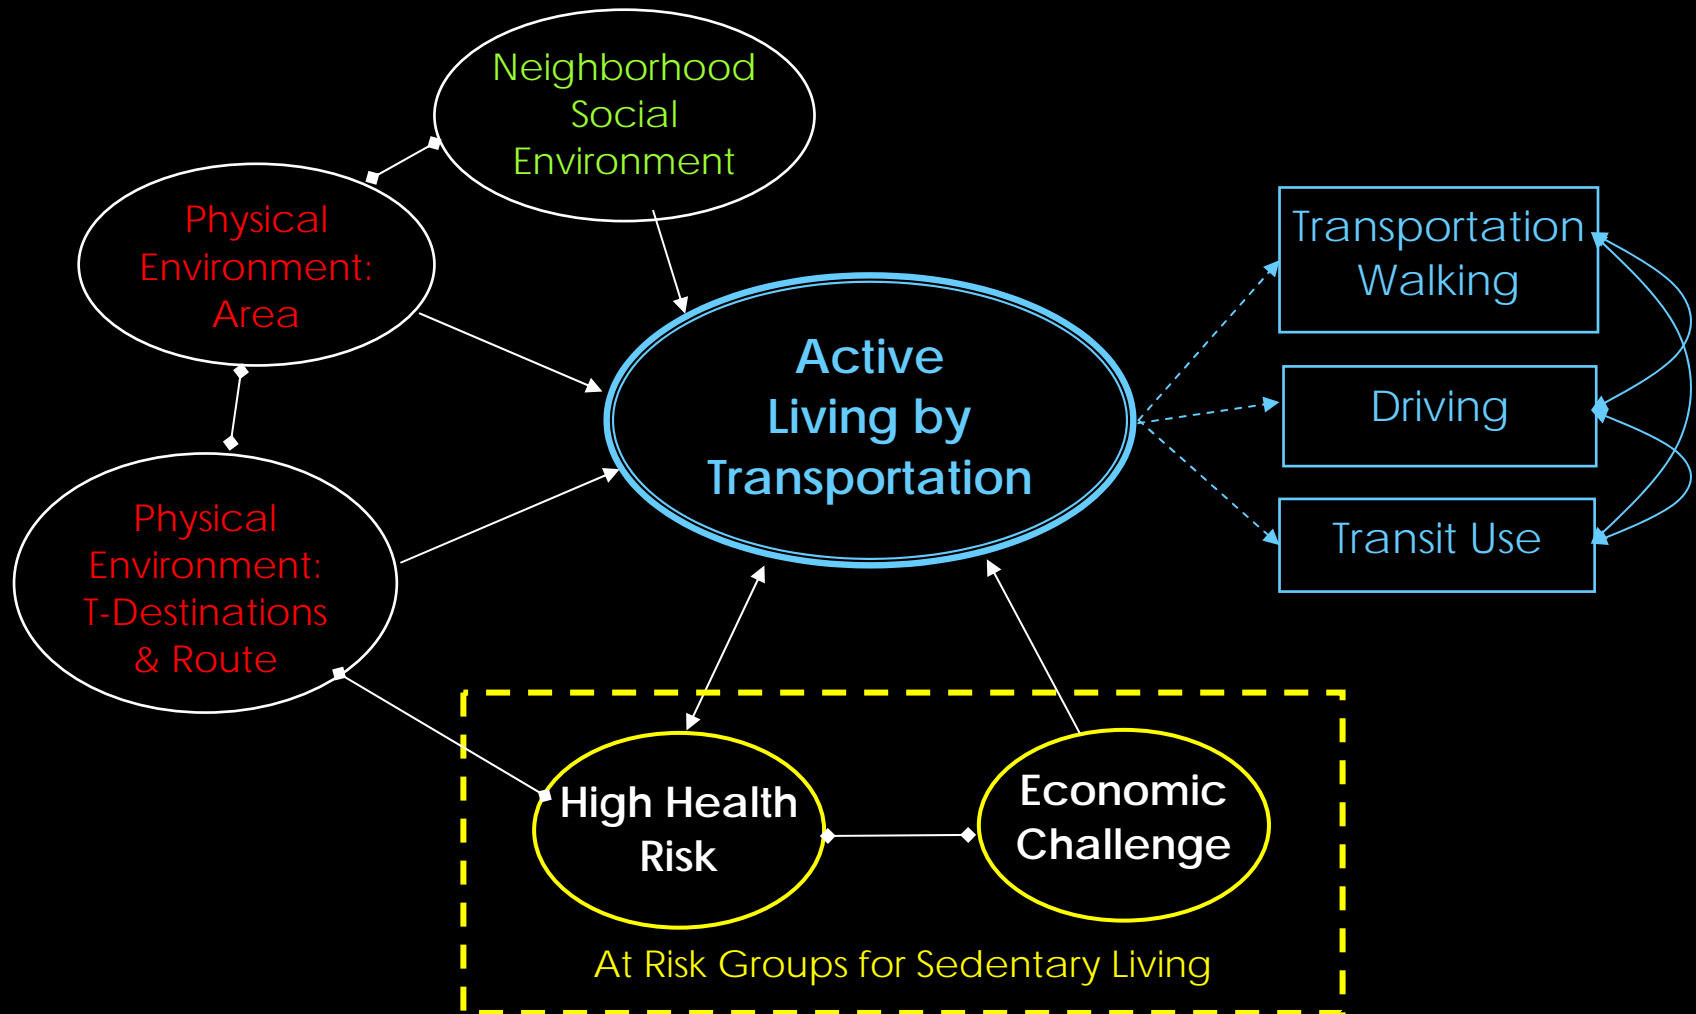 Neighborhood
Social
Environment
Physical
Environment:
Area
Physical
Environment:
T-Destinations
& Route
Active
Living by
Transportation
Transportation
Walking
Driving
Transit Use
High Health
Risk
Economic
Challenge
At Risk Groups for Sedentary Living